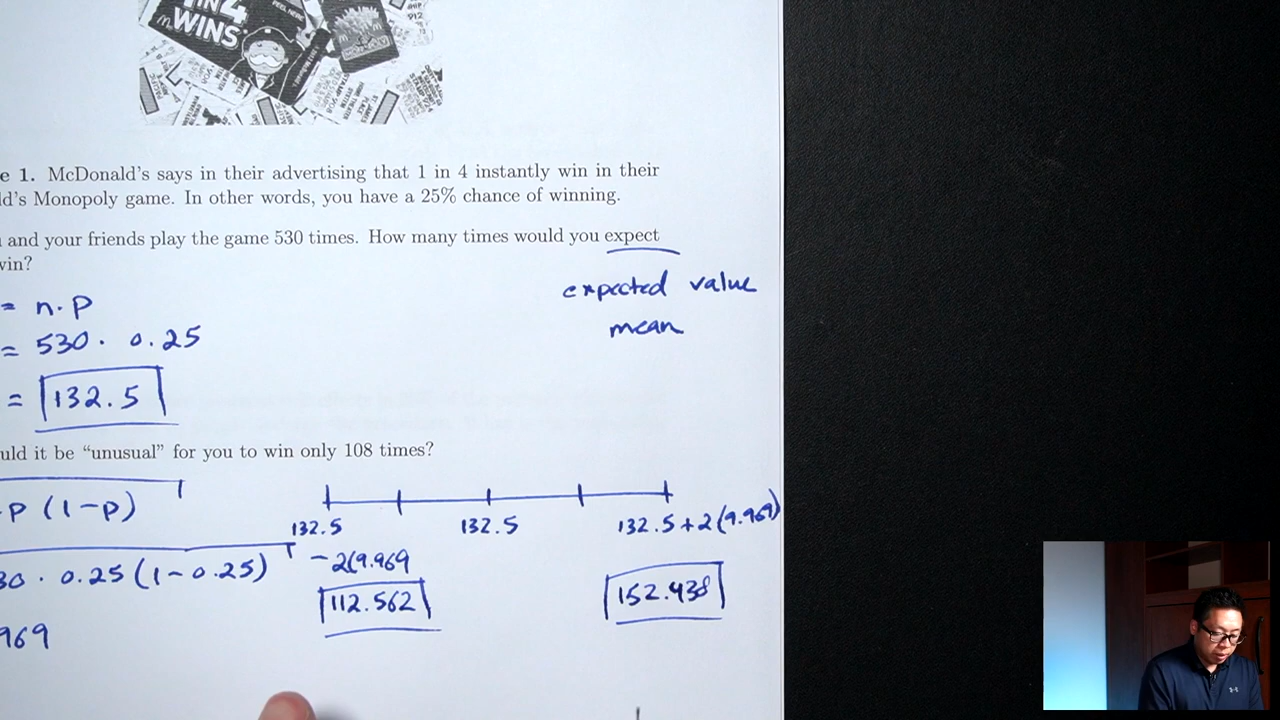 IN 4
WINS
e 1. McDonald's says in their advertising that 1 in 4 instantly win in their
ld's Monopoly game. In other words, you have a 25% chance of winning.
and your friends play the game 530 times. How many times would you expect
win?
expected value
mean
= n·p
= 530 · 0.25
= 132.5
uld it be “unusual” for you to win only 108 times?
p (1-p)
30 · 0.25 (1-0.25)
969
132.5 132.5 132.5+2(9.969)
-2(9.969
112.562 152.438